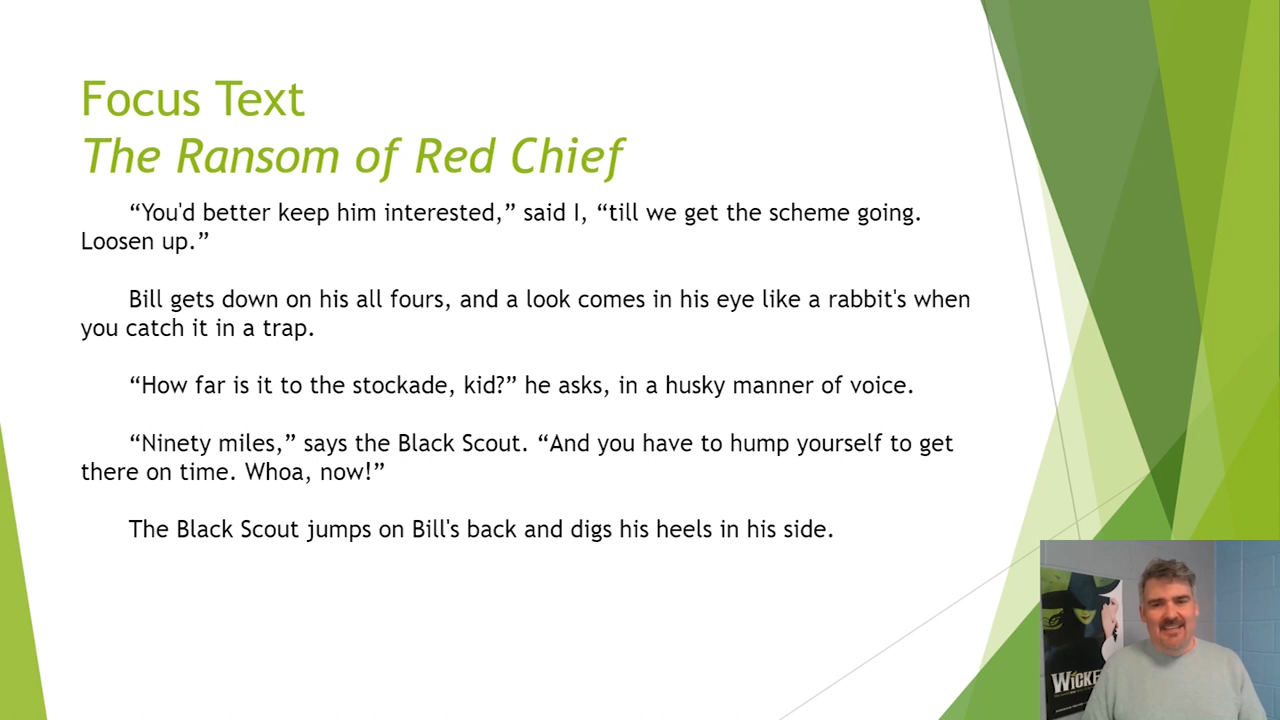 Focus Text
The Ransom of Red Chief
“You'd better keep him interested,” said I, “till we get the scheme going.
Loosen up.”
Bill gets down on his all fours, and a look comes in his eye like a rabbit's when
you catch it in a trap.
“How far is it to the stockade, kid?” he asks, in a husky manner of voice.
“Ninety miles,” says the Black Scout. “And you have to hump yourself to get
there on time. Whoa, now!”
The Black Scout jumps on Bill's back and digs his heels in his side.
WICKE